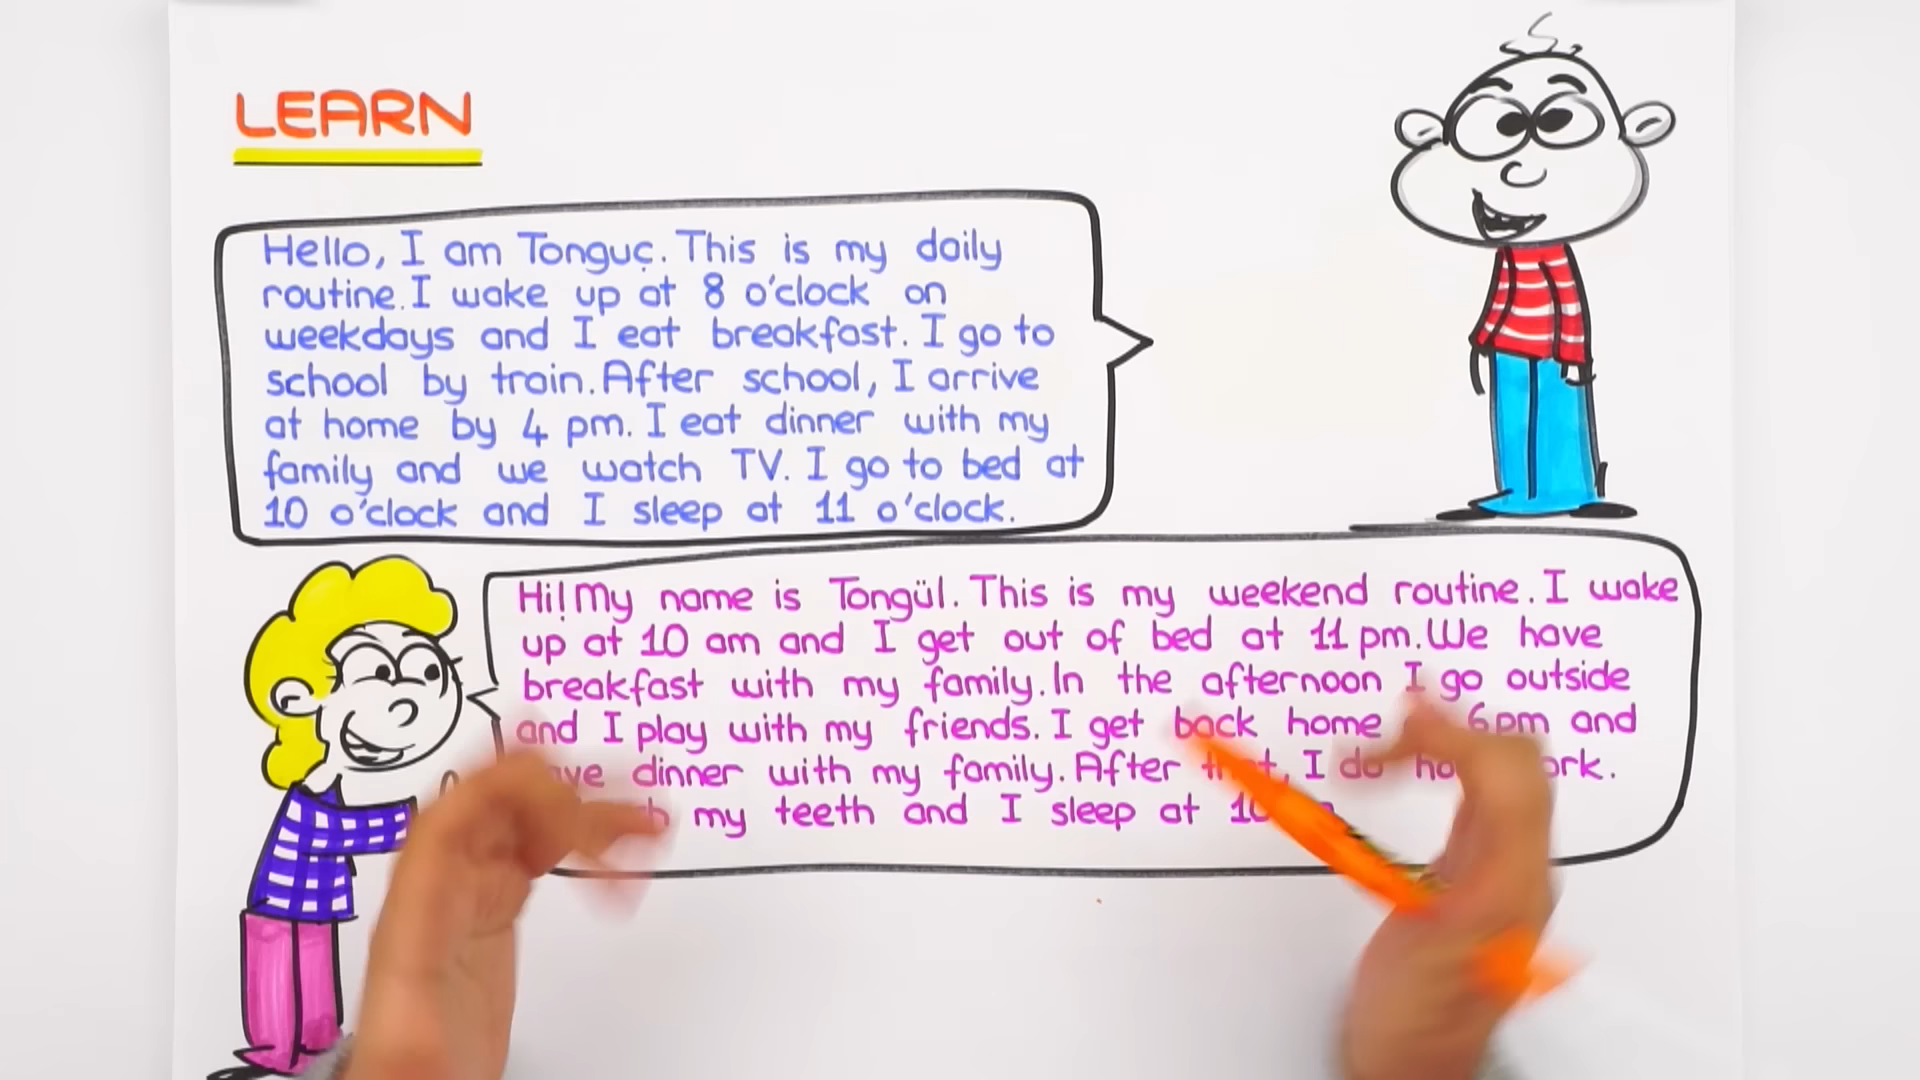 LEARN
Hello, I am Tonguç. This is my daily
routine. I wake up at 8 o'clock on
weekdays and I eat breakfast. I go to
school by train. After school, I arrive
at home by 4 pm. I eat dinner with my
family and we watch TV. I go to bed at
10 o'clock and I sleep at 11 o'clock.
Hi! My name is Tongül. This is my weekend routine. I wake
up at 10 am and I get out of bed at 11 pm. We have
breakfast with my family. In the afternoon I go outside
and I play with my friends. I get back home 6pm and
dinner with my family. After that, I do
my teeth and I sleep at